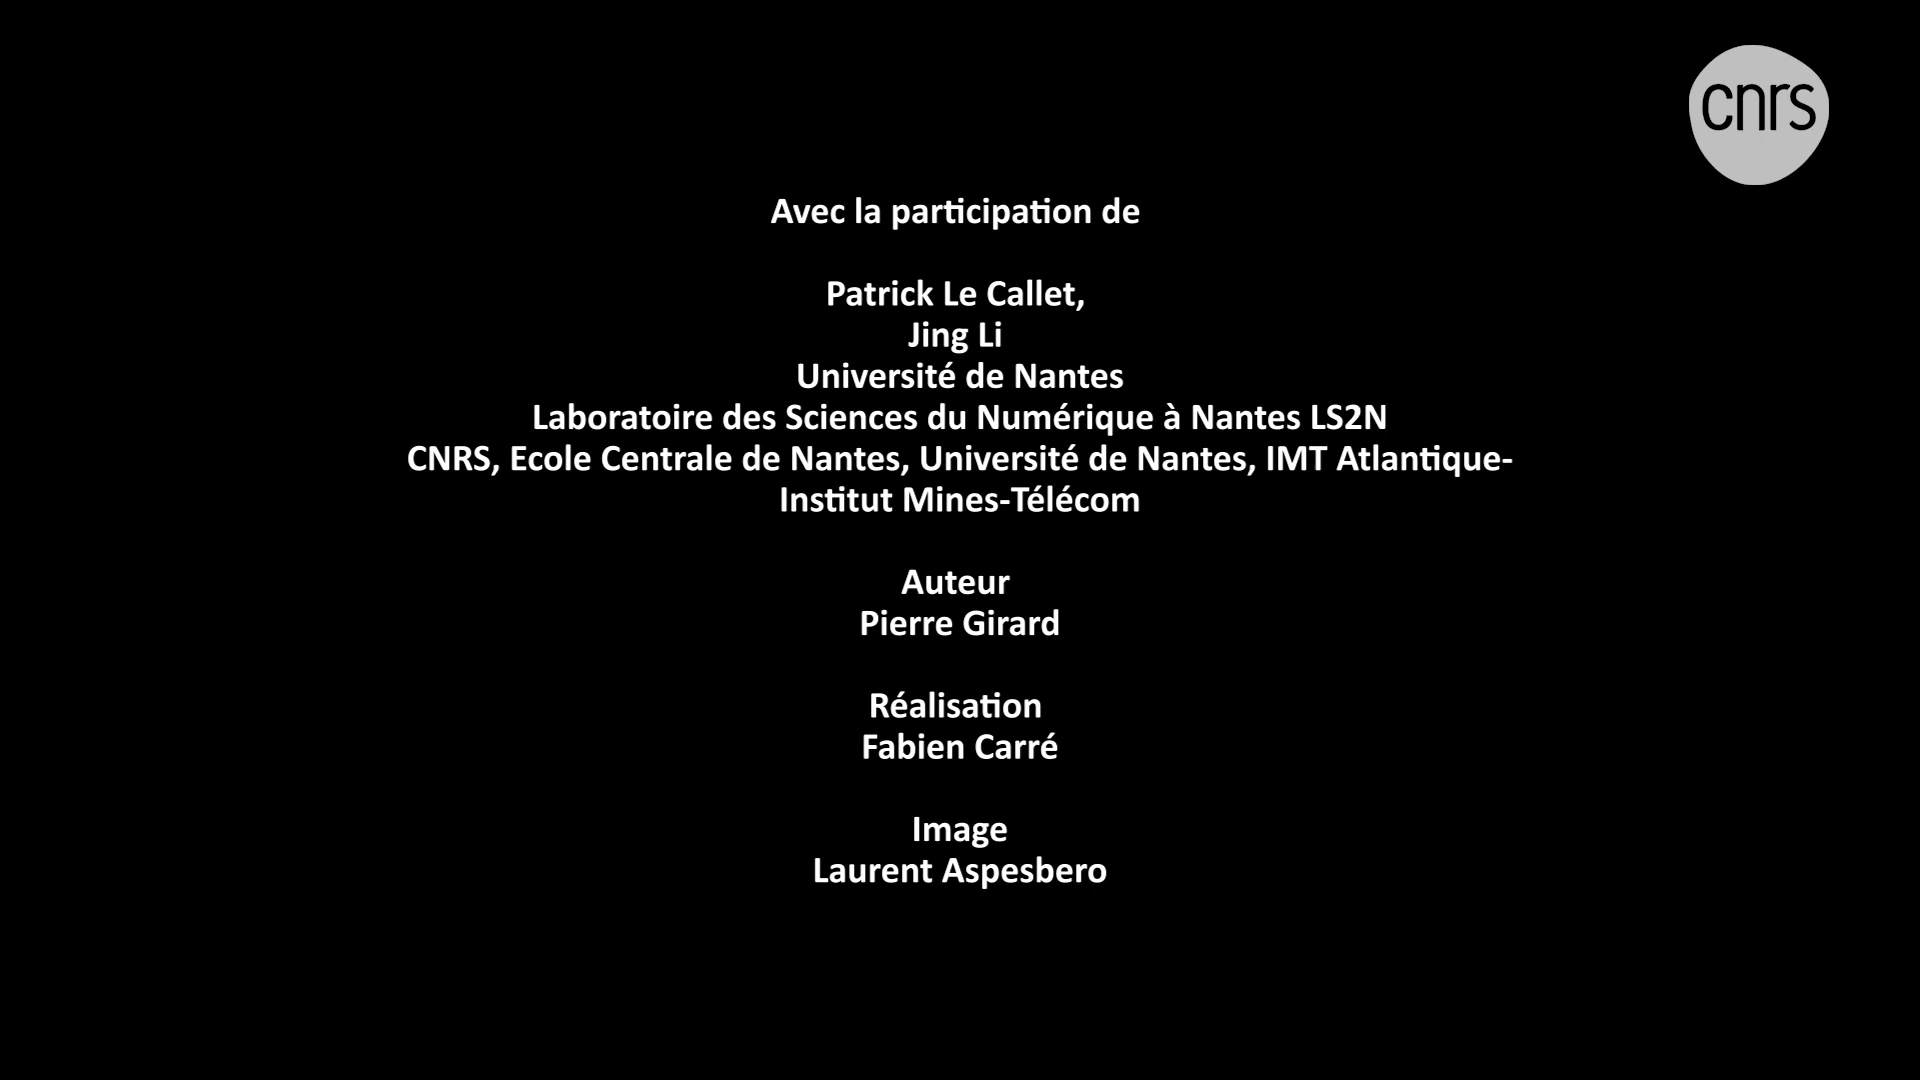 cnrs
Avec la participation de
Patrick Le Callet,
Jing Li
Université de Nantes
Laboratoire des Sciences du Numérique à Nantes LS2N
CNRS, Ecole Centrale de Nantes, Université de Nantes, IMT Atlantique-
Institut Mines-Télécom
Auteur
Pierre Girard
Réalisation
Fabien Carré
Image
Laurent Aspesbero